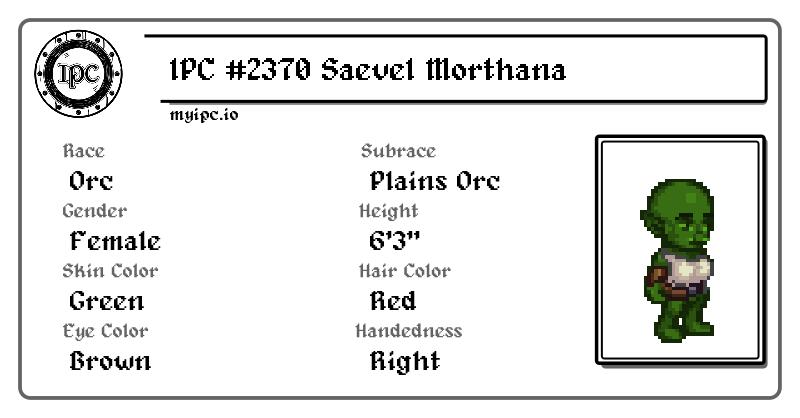 IPC
IPC #2370 Saevel Morthana
myipc.io
Race
Orc
Subrace
Plains Orc
Gender
Female
Height
6'3"
Skin Color
Green
Hair Color
Red
Eye Color
Brown
Handedness
Right